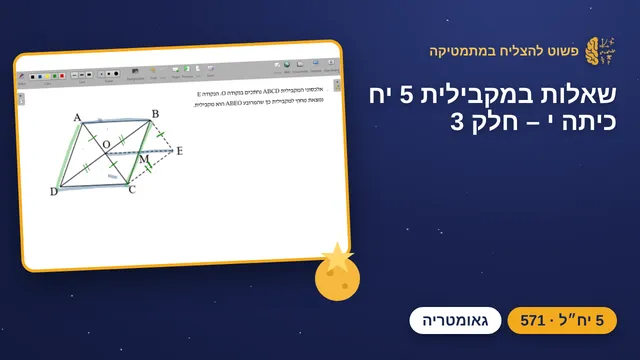 פשוט להצליח במתמטיקה
שאלות במקבילית 5 יח
כיתה י – חלק 3
אלכסוני המקבילית ABCD נחתכים בנקודה O. הנקודה E
נמצאת מחוץ למקבילית כך שהמרובע ABEO הוא מקבילית.
A
B
O
E
M
D
C
5 יח״ל · 571
גאומטריה